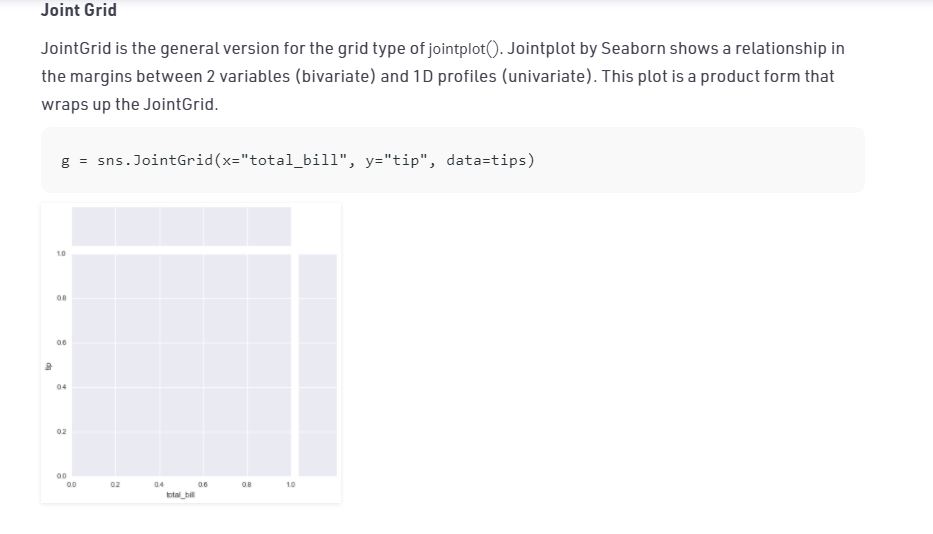 Joint Grid
JointGrid is the general version for the grid type of jointplot(). Jointplot by Seaborn shows a relationship in
the margins between 2 variables (bivariate) and 1D profiles (univariate). This plot is a product form that
wraps up the JointGrid.
g = sns.JointGrid(x="total_bill", y="tip", data=tips)
1.0
0.8
0.6
tip
0.4
0.2
0.0
0.0 0.2 0.4 0.6 0.8 1.0
total_bill